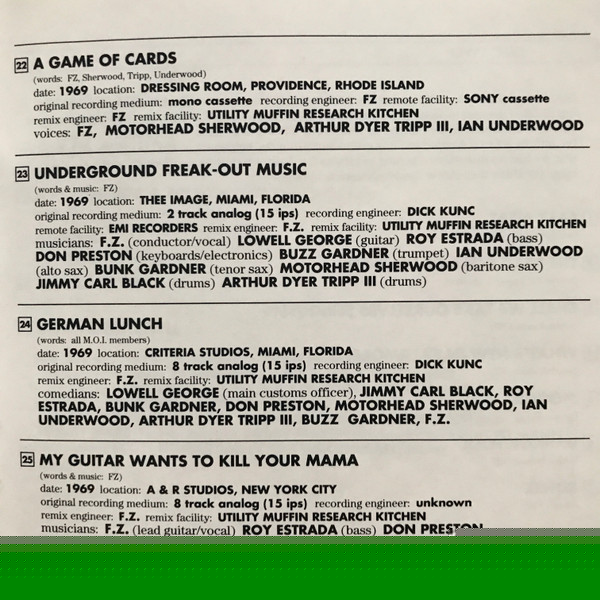 22 A GAME OF CARDS
(words: FZ, Sherwood, Tripp, Underwood)
date: 1969 location: DRESSING ROOM, PROVIDENCE, RHODE ISLAND
original recording medium: mono cassette recording engineer: FZ remote facility: SONY cassette
remix engineer: FZ remix facility: UTILITY MUFFIN RESEARCH KITCHEN
voices: FZ, MOTORHEAD SHERWOOD, ARTHUR DYER TRIPP III, IAN UNDERWOOD
23 UNDERGROUND FREAK-OUT MUSIC
(words & music: FZ)
date: 1969 location: THEE IMAGE, MIAMI, FLORIDA
original recording medium: 2 track analog (15 ips) recording engineer: DICK KUNC
remote facility: EMI RECORDERS remix engineer: F.Z. remix facility: UTILITY MUFFIN RESEARCH KITCHEN
musicians: F.Z. (conductor/vocal) LOWELL GEORGE (guitar) ROY ESTRADA (bass)
DON PRESTON (keyboards/electronics) BUZZ GARDNER (trumpet) IAN UNDERWOOD
(alto sax) BUNK GARDNER (tenor sax) MOTORHEAD SHERWOOD (baritone sax)
JIMMY CARL BLACK (drums) ARTHUR DYER TRIPP III (drums)
24 GERMAN LUNCH
(words: all M.O.I. members)
date: 1969 location: CRITERIA STUDIOS, MIAMI, FLORIDA
original recording medium: 8 track analog (15 ips) recording engineer: DICK KUNC
remix engineer: F.Z. remix facility: UTILITY MUFFIN RESEARCH KITCHEN
comedians: LOWELL GEORGE (main customs officer), JIMMY CARL BLACK, ROY
ESTRADA, BUNK GARDNER, DON PRESTON, MOTORHEAD SHERWOOD, IAN
UNDERWOOD, ARTHUR DYER TRIPP III, BUZZ GARDNER, F.Z.
25 MY GUITAR WANTS TO KILL YOUR MAMA
(words & music: FZ)
date: 1969 location: A & R STUDIOS, NEW YORK CITY
original recording medium: 8 track analog (15 ips) recording engineer: unknown
remix engineer: F.Z. remix facility: UTILITY MUFFIN RESEARCH KITCHEN
musicians: F.Z. (lead guitar/vocal) ROY ESTRADA (bass) DON PRESTON